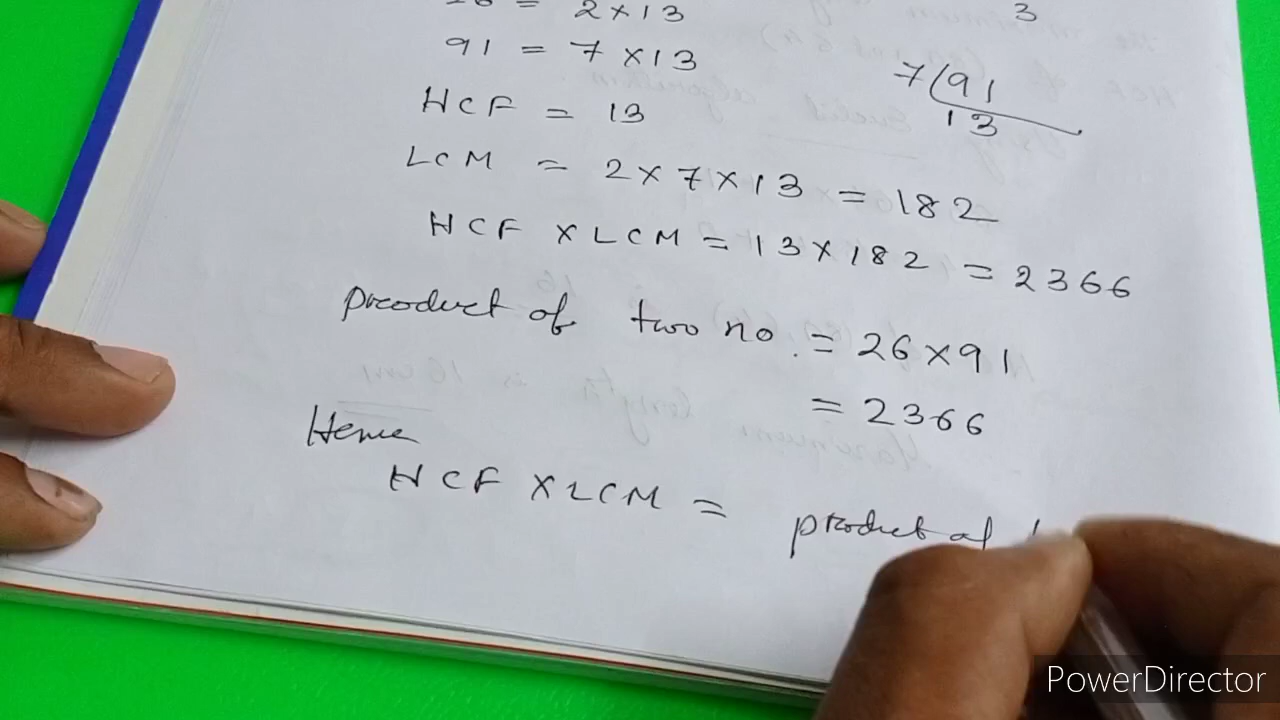 26 = 2×13
3
91 = 7×13
7(91
13
HCF = 13
LCM = 2×7×13 = 182
HCF × LCM = 13×182 = 2366
product of two no. = 26×91
= 2366
Hence
HCF × LCM = product of
PowerDirector